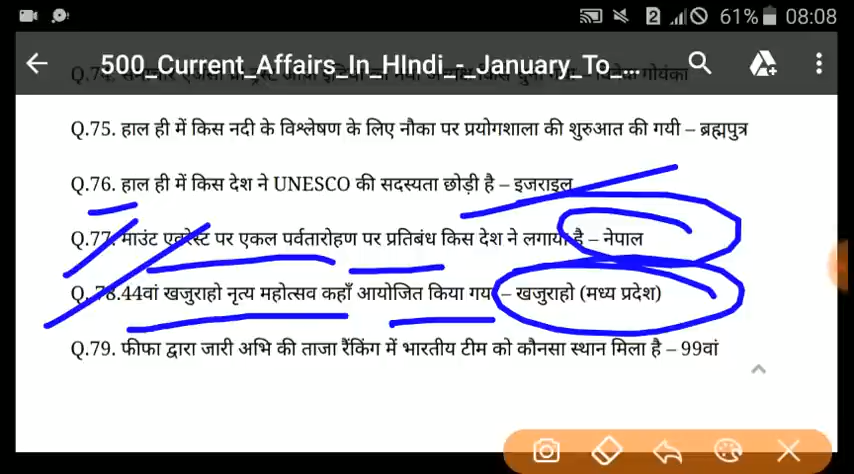 2 61% 08:08
500_Current_Affairs_In_HIndi_-_January_To_...
गोयंका
Q.75. हाल ही में किस नदी के विश्लेषण के लिए नौका पर प्रयोगशाला की शुरुआत की गयी – ब्रह्मपुत्र
Q.76. हाल ही में किस देश ने UNESCO की सदस्यता छोड़ी है – इजराइल
Q.77. माउंट एवरेस्ट पर एकल पर्वतारोहण पर प्रतिबंध किस देश ने लगाया है – नेपाल
Q. 78.44वां खजुराहो नृत्य महोत्सव कहाँ आयोजित किया गय – खजुराहो (मध्य प्रदेश)
Q.79. फीफा द्वारा जारी अभि की ताजा रैंकिंग में भारतीय टीम को कौनसा स्थान मिला है – 99वां